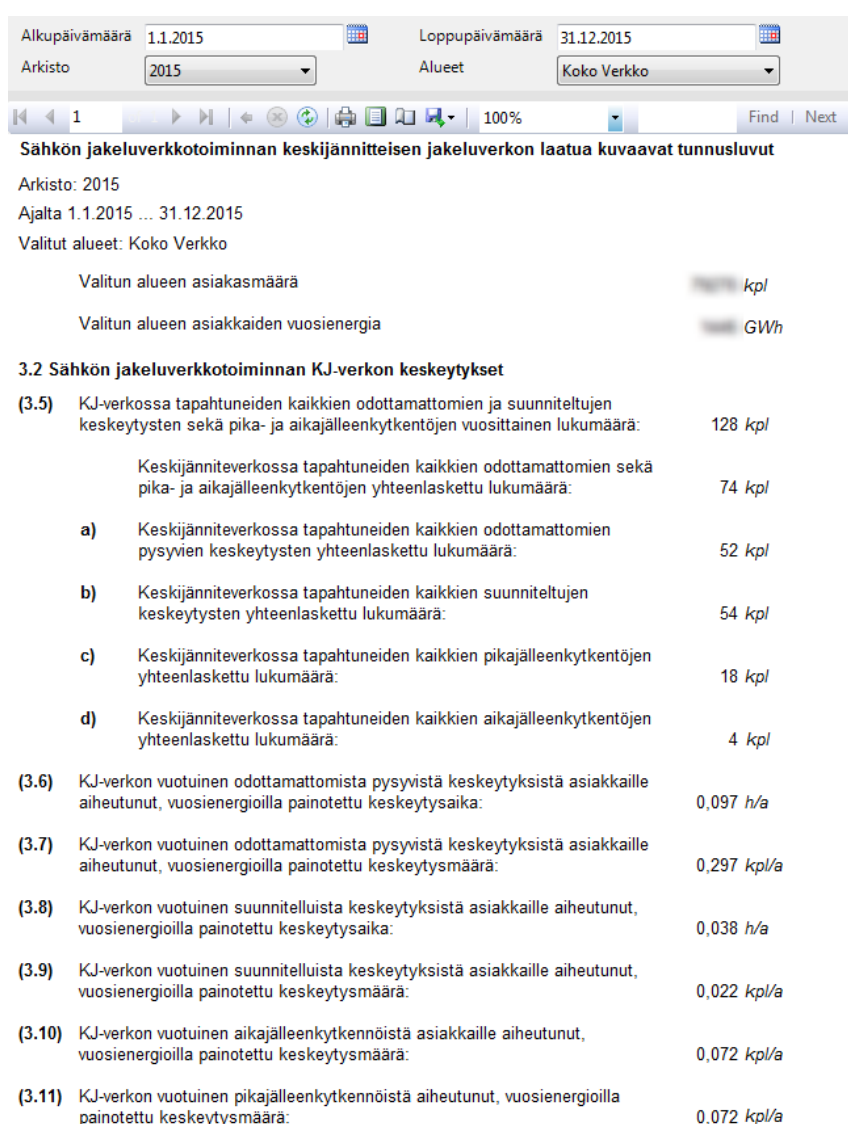 Alkupäivämäärä 1.1.2015 Loppupäivämäärä 31.12.2015
Arkisto 2015 Alueet Koko Verkko
1 100% Find | Next
Sähkön jakeluverkkotoiminnan keskijännitteisen jakeluverkon laatua kuvaavat tunnusluvut
Arkisto: 2015
Ajalta 1.1.2015 ... 31.12.2015
Valitut alueet: Koko Verkko
Valitun alueen asiakasmäärä kpl
Valitun alueen asiakkaiden vuosienergia GWh
3.2 Sähkön jakeluverkkotoiminnan KJ-verkon keskeytykset
(3.5) KJ-verkossa tapahtuneiden kaikkien odottamattomien ja suunniteltujen
keskeytysten sekä pika- ja aikajälleenkytkentöjen vuosittainen lukumäärä: 128 kpl
Keskijänniteverkossa tapahtuneiden kaikkien odottamattomien sekä
pika- ja aikajälleenkytkentöjen yhteenlaskettu lukumäärä: 74 kpl
a) Keskijänniteverkossa tapahtuneiden kaikkien odottamattomien
pysyvien keskeytysten yhteenlaskettu lukumäärä: 52 kpl
b) Keskijänniteverkossa tapahtuneiden kaikkien suunniteltujen
keskeytysten yhteenlaskettu lukumäärä: 54 kpl
c) Keskijänniteverkossa tapahtuneiden kaikkien pikajälleenkytkentöjen
yhteenlaskettu lukumäärä: 18 kpl
d) Keskijänniteverkossa tapahtuneiden kaikkien aikajälleenkytkentöjen
yhteenlaskettu lukumäärä: 4 kpl
(3.6) KJ-verkon vuotuinen odottamattomista pysyvistä keskeytyksistä asiakkaille
aiheutunut, vuosienergioilla painotettu keskeytysaika: 0,097 h/a
(3.7) KJ-verkon vuotuinen odottamattomista pysyvistä keskeytyksistä asiakkaille
aiheutunut, vuosienergioilla painotettu keskeytysmäärä: 0,297 kpl/a
(3.8) KJ-verkon vuotuinen suunnitelluista keskeytyksistä asiakkaille aiheutunut,
vuosienergioilla painotettu keskeytysaika: 0,038 h/a
(3.9) KJ-verkon vuotuinen suunnitelluista keskeytyksistä asiakkaille aiheutunut,
vuosienergioilla painotettu keskeytysmäärä: 0,022 kpl/a
(3.10) KJ-verkon vuotuinen aikajälleenkytkennöistä asiakkaille aiheutunut,
vuosienergioilla painotettu keskeytysmäärä: 0,072 kpl/a
(3.11) KJ-verkon vuotuinen pikajälleenkytkennöistä aiheutunut, vuosienergioilla
painotettu keskeytysmäärä: 0,072 kpl/a